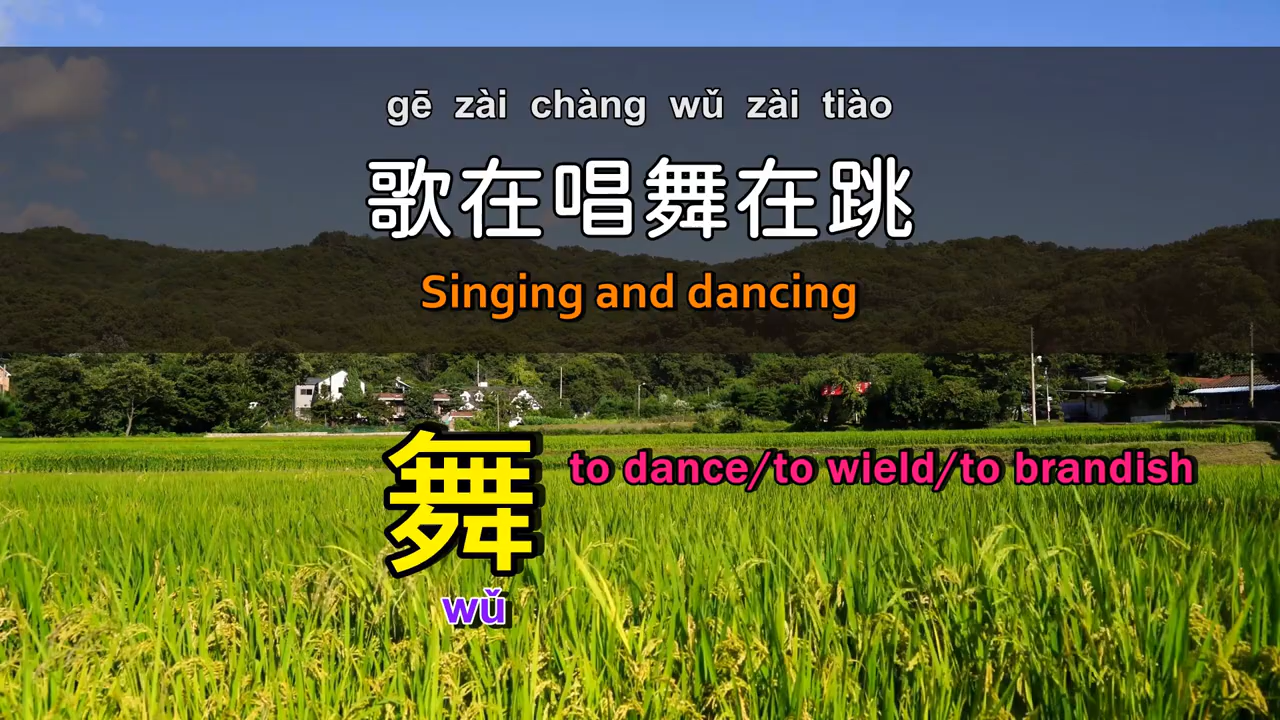 gē zài chàng wǔ zài tiào
歌在唱舞在跳
Singing and dancing
舞
to dance/to wield/to brandish
wǔ